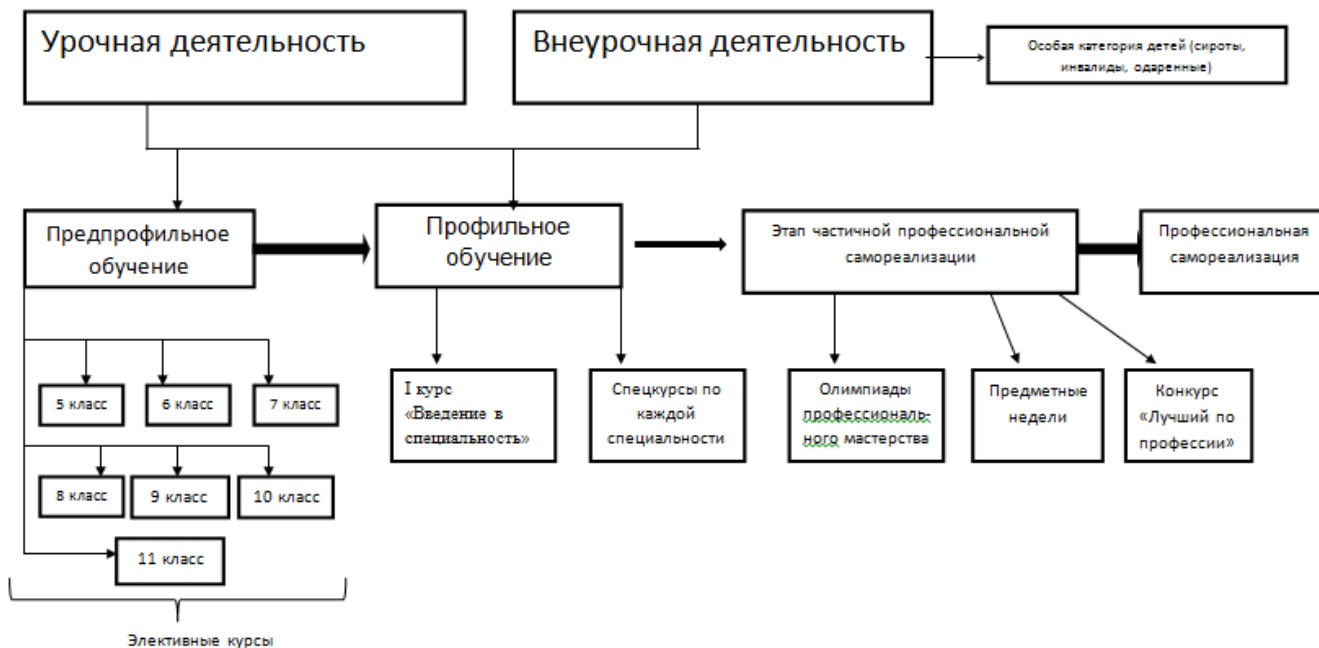 Урочная деятельность
Внеурочная деятельность
Особая категория детей (сироты,
инвалиды, одаренные)
Предпрофильное
обучение
Профильное
обучение
Этап частичной профессиональной
самореализации
Профессиональная
самореализация
5 класс
6 класс
7 класс
8 класс
9 класс
10 класс
11 класс
Элективные курсы
I курс
«Введение в
специальность»
Спецкурсы по
каждой
специальности
Олимпиады
профессиональ-
ного мастерства
Предметные
недели
Конкурс
«Лучший по
профессии»